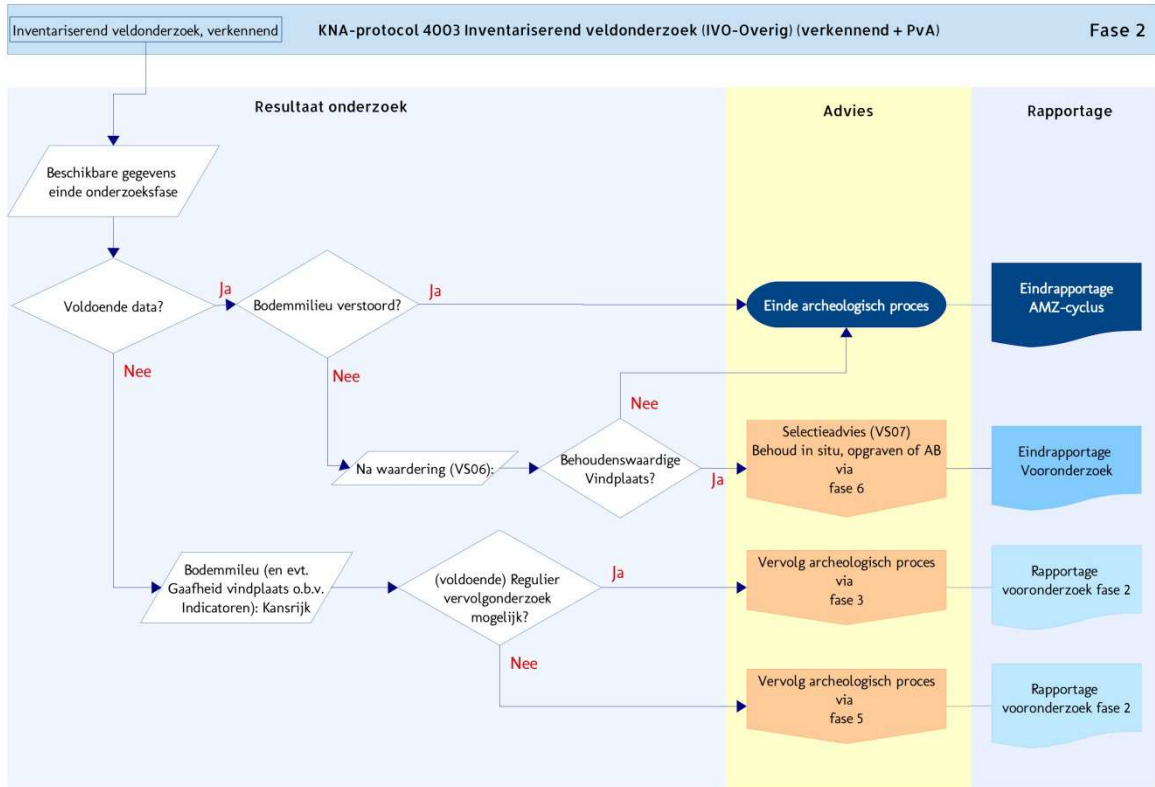 Inventariserend veldonderzoek, verkennend
KNA-protocol 4003 Inventariserend veldonderzoek (IVO-Overig) (verkennend + PvA)
Fase 2
Resultaat onderzoek
Advies
Rapportage
Beschikbare gegevens
einde onderzoeksfase
Voldoende data?
Ja
Bodemmilieu verstoord?
Ja
Einde archeologisch proces
Eindrapportage
AMZ-cyclus
Nee
Nee
Nee
Na waardering (VS06):
Behoudenswaardige
Vindplaats?
Ja
Selectieadvies (VS07)
Behoud in situ, opgraven of AB
via
fase 6
Eindrapportage
Vooronderzoek
Bodemmileu (en evt.
Gaafheid vindplaats o.b.v.
Indicatoren): Kansrijk
(voldoende) Regulier
vervolgonderzoek
mogelijk?
Ja
Vervolg archeologisch proces
via
fase 3
Rapportage
vooronderzoek fase 2
Nee
Vervolg archeologisch proces
via
fase 5
Rapportage
vooronderzoek fase 2